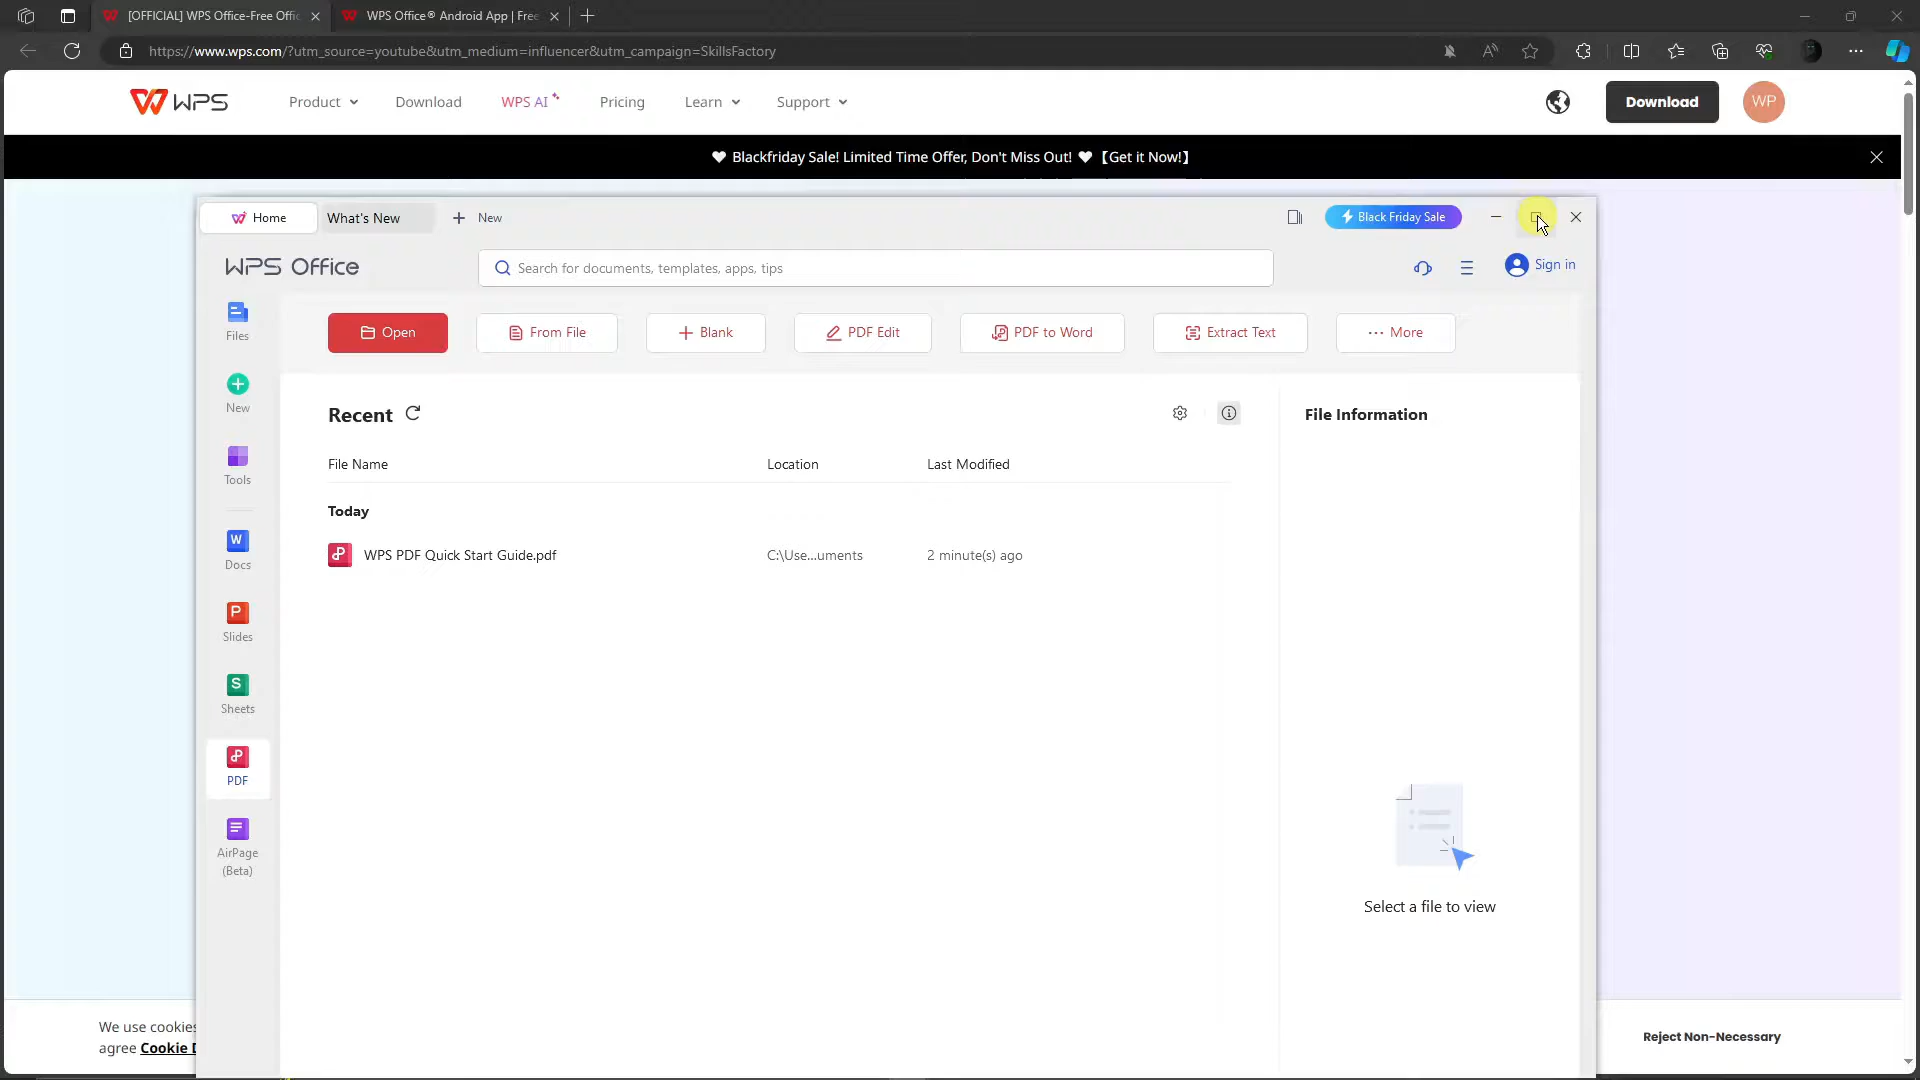 [OFFICIAL] WPS Office-Free Offic
WPS Office® Android App | Free
https://www.wps.com/?utm_source=youtube&utm_medium=influencer&utm_campaign=SkillsFactory
WPS
Product
Download
WPS AI
Pricing
Learn
Support
Download
WP
♥ Blackfriday Sale! Limited Time Offer, Don't Miss Out! ♥【Get it Now!】
Home
What's New
New
Black Friday Sale
WPS Office
Search for documents, templates, apps, tips
Sign in
Open
From File
Blank
PDF Edit
PDF to Word
Extract Text
More
Files
New
Tools
Docs
Slides
Sheets
PDF
AirPage
(Beta)
Recent
File Information
File Name
Location
Last Modified
Today
WPS PDF Quick Start Guide.pdf
C:\Use...uments
2 minute(s) ago
Select a file to view
We use cookies
agree Cookie
Reject Non-Necessary